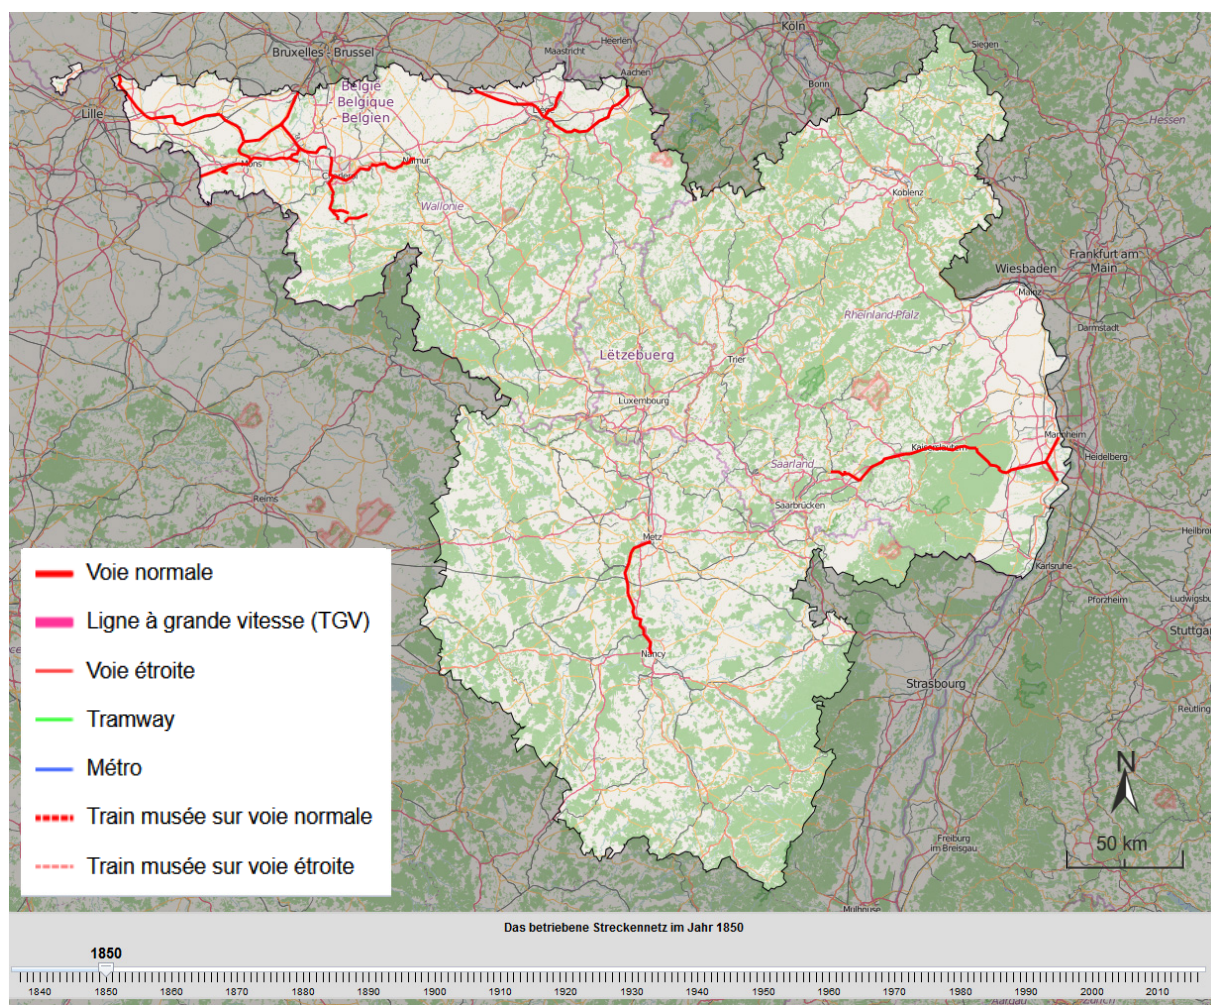 Köln
Siegen
Heerlen
Maastricht
Bruxelles - Brussel
Aachen
Bonn
België
- Belgique
- Belgien
Lille
Hessen
Mons
Namur
Koblenz
Wallonie
Frankfurt am
Main
Wiesbaden
Mainz
Rheinland-Pfalz
Darmstadt
Lëtzebuerg
Trier
Luxembourg
Mannheim
Kaiserslautern
Heidelberg
Saarland
Reims
Saarbrücken
Metz
Karlsruhe
Pforzheim
Nancy
Strasbourg
Voie normale
Ligne à grande vitesse (TGV)
Voie étroite
Tramway
Métro
Train musée sur voie normale
Train musée sur voie étroite
N
50 km
Freiburg
im Breisgau
Mulhouse
Das betriebene Streckennetz im Jahr 1850
1850
1840 1850 1860 1870 1880 1890 1900 1910 1920 1930 1940 1950 1960 1970 1980 1990 2000 2010